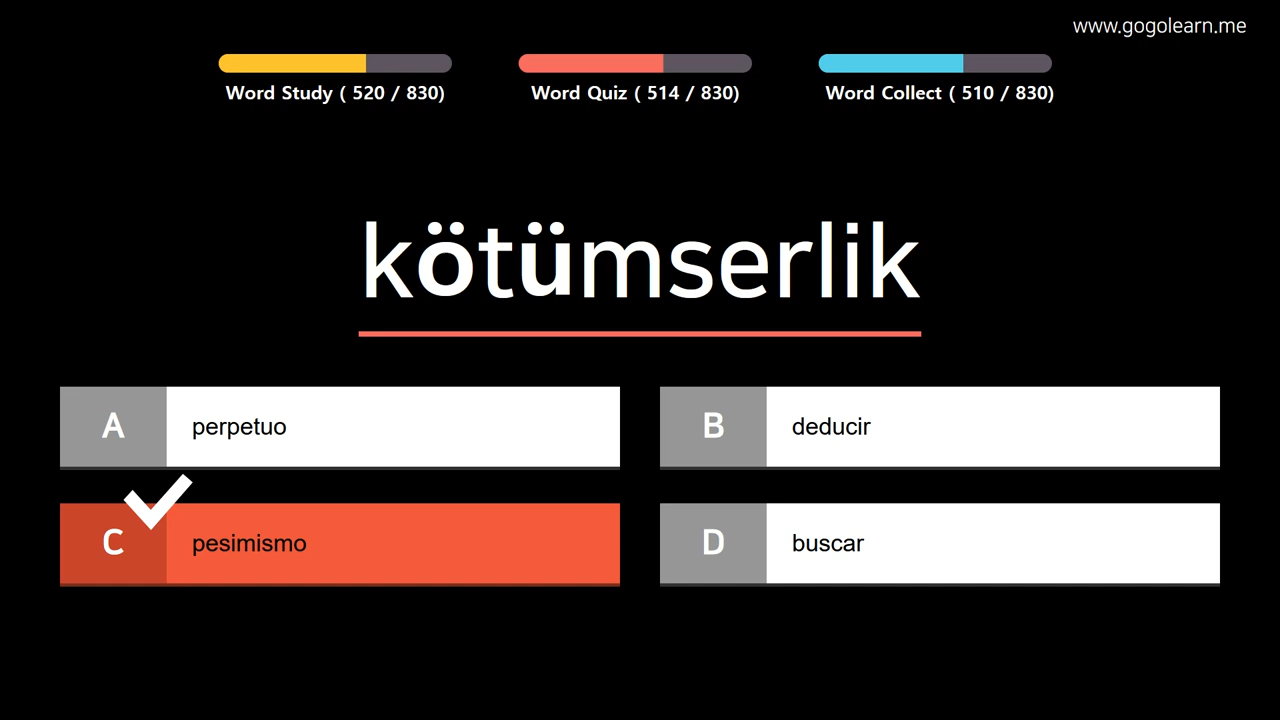 www.gogolearn.me
Word Study ( 520 / 830)
Word Quiz ( 514 / 830)
Word Collect ( 510 / 830)
kötümserlik
A perpetuo
B deducir
C pesimismo
D buscar